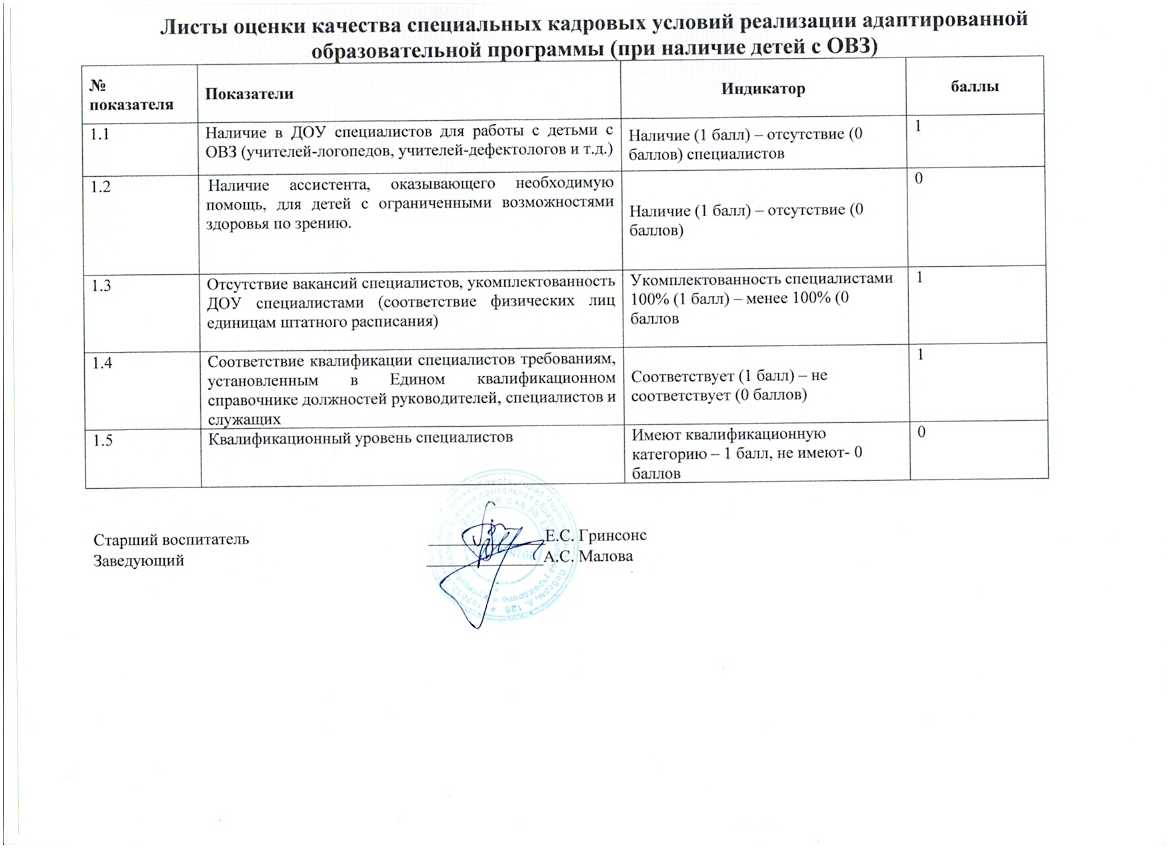 Листы оценки качества специальных кадровых условий реализации адаптированной
образовательной программы (при наличие детей с ОВЗ)
№
показателя
Показатели
Индикатор
баллы
1.1
Наличие в ДОУ специалистов для работы с детьми с
ОВЗ (учителей-логопедов, учителей-дефектологов и т.д.)
Наличие (1 балл) – отсутствие (0
баллов) специалистов
1
1.2
Наличие ассистента, оказывающего необходимую
помощь, для детей с ограниченными возможностями
здоровья по зрению.
Наличие (1 балл) – отсутствие (0
баллов)
0
1.3
Отсутствие вакансий специалистов, укомплектованность
ДОУ специалистами (соответствие физических лиц
единицам штатного расписания)
Укомплектованность специалистами
100% (1 балл) – менее 100% (0
баллов
1
1.4
Соответствие квалификации специалистов требованиям,
установленным в Едином квалификационном
справочнике должностей руководителей, специалистов и
служащих
Соответствует (1 балл) – не
соответствует (0 баллов)
1
1.5
Квалификационный уровень специалистов
Имеют квалификационную
категорию – 1 балл, не имеют- 0
баллов
0
Старший воспитатель ______________Е.С. Гринсонс
Заведующий ______________А.С. Малова